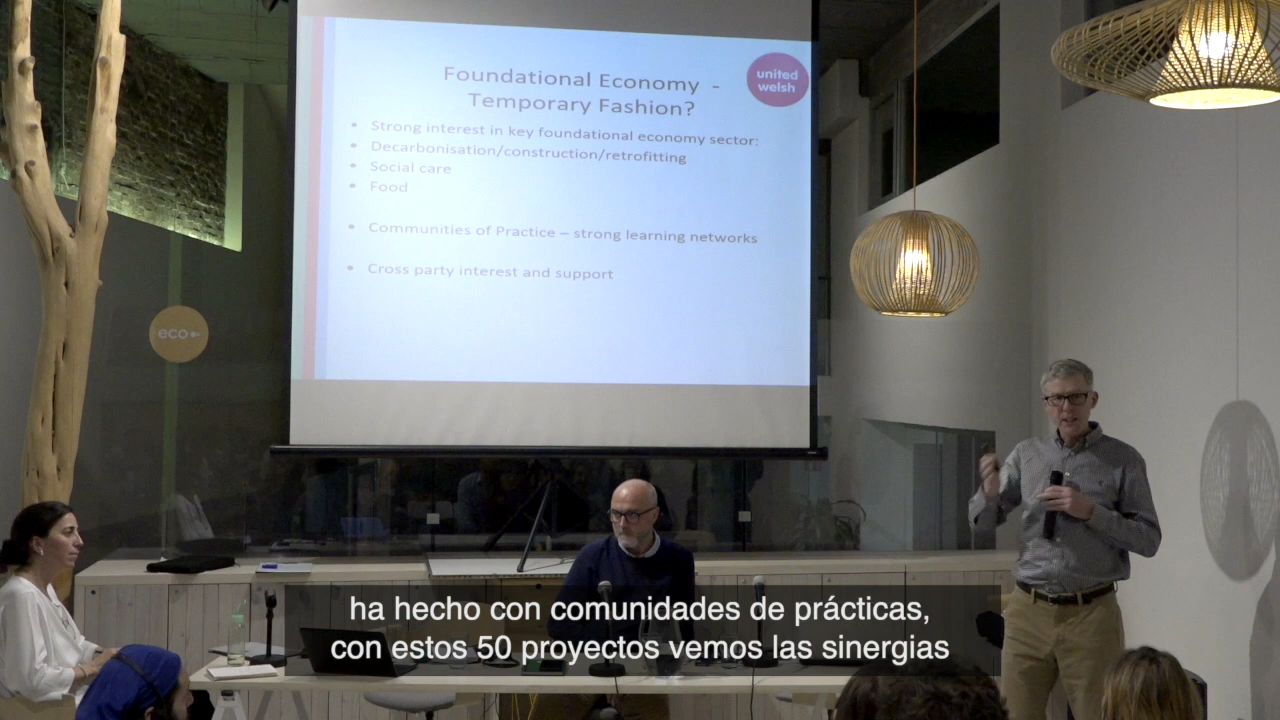 Foundational Economy -
Temporary Fashion?
united
welsh
• Strong interest in key foundational economy sector:
• Decarbonisation/construction/retrofitting
• Social care
• Food
• Communities of Practice – strong learning networks
• Cross party interest and support
eco
ha hecho con comunidades de prácticas,
con estos 50 proyectos vemos las sinergias